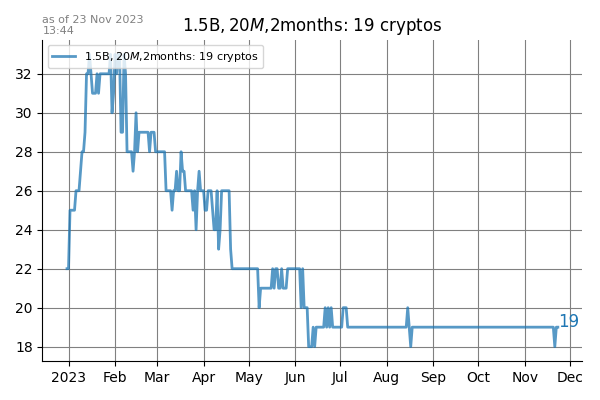 as of 23 Nov 2023
13:44
1.5B, 20M,2months: 19 cryptos
1.5B, 20M,2months: 19 cryptos
32
30
28
26
24
22
20
18
19
2023 Feb Mar Apr May Jun Jul Aug Sep Oct Nov Dec